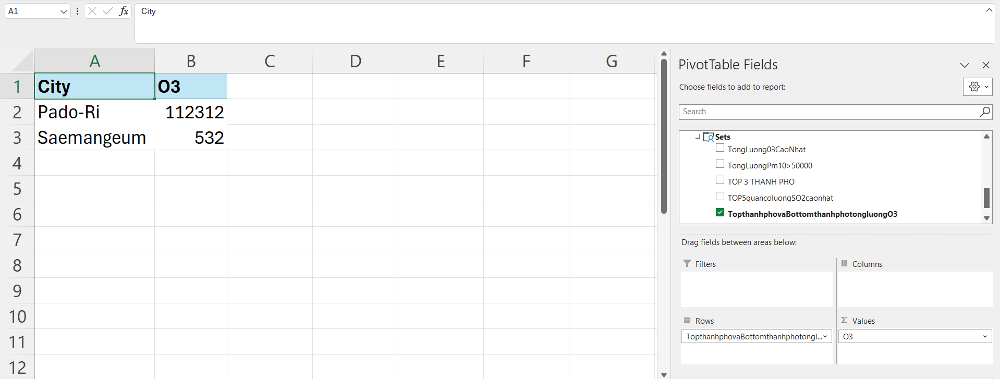 A1
fx
City
A B C D E F G
1 City O3
2 Pado-Ri 112312
3 Saemangeum 532
4
5
6
7
8
9
10
11
12
PivotTable Fields
Choose fields to add to report:
Search
Sets
TongLuong03CaoNhat
TongLuongPm10>50000
TOP 3 THANH PHO
TOP5quancoluongSO2caonhat
TopthanhphovaBottomthanhphotongluongO3
Drag fields between areas below:
Filters
Columns
Rows
TopthanhphovaBottomthanhphotongl...
Σ Values
O3